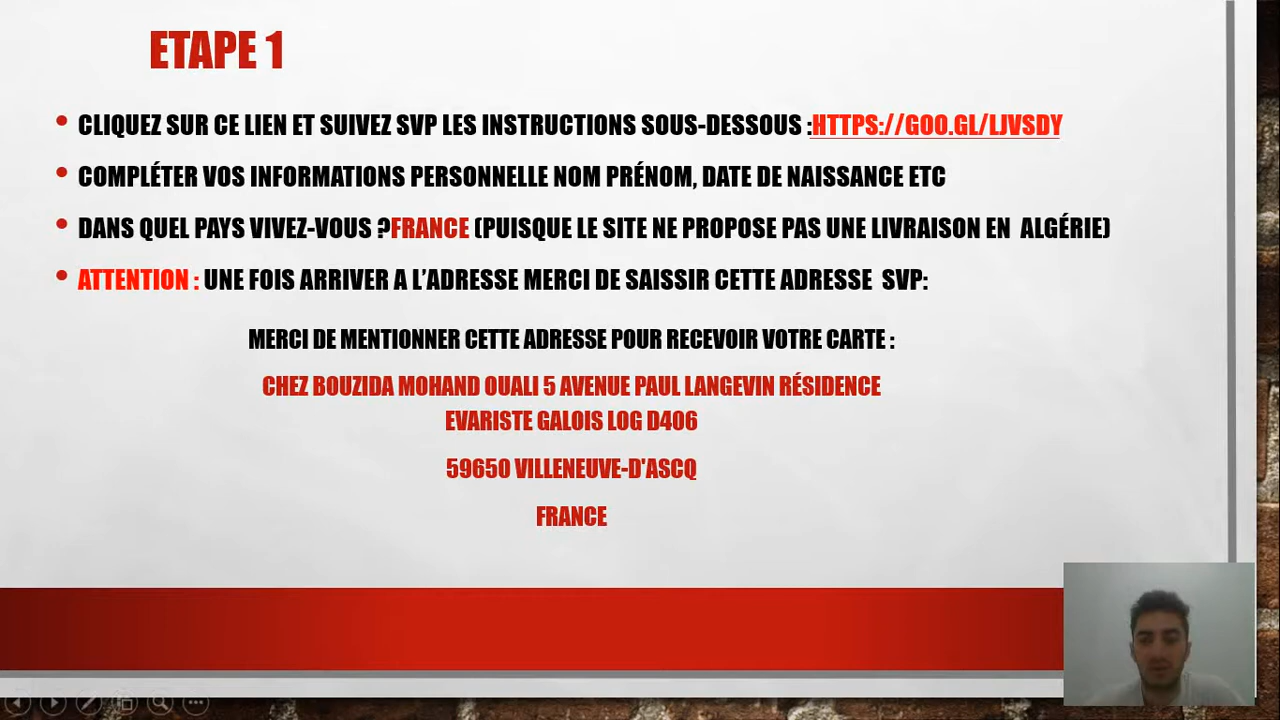 ETAPE 1
• CLIQUEZ SUR CE LIEN ET SUIVEZ SVP LES INSTRUCTIONS SOUS-DESSOUS :HTTPS://GOO.GL/LJVSDY
• COMPLÉTER VOS INFORMATIONS PERSONNELLE NOM PRÉNOM, DATE DE NAISSANCE ETC
• DANS QUEL PAYS VIVEZ-VOUS ?FRANCE (PUISQUE LE SITE NE PROPOSE PAS UNE LIVRAISON EN ALGÉRIE)
• ATTENTION : UNE FOIS ARRIVER A L’ADRESSE MERCI DE SAISSIR CETTE ADRESSE SVP:
MERCI DE MENTIONNER CETTE ADRESSE POUR RECEVOIR VOTRE CARTE :
CHEZ BOUZIDA MOHAND OUALI 5 AVENUE PAUL LANGEVIN RÉSIDENCE
EVARISTE GALOIS LOG D406
59650 VILLENEUVE-D'ASCQ
FRANCE